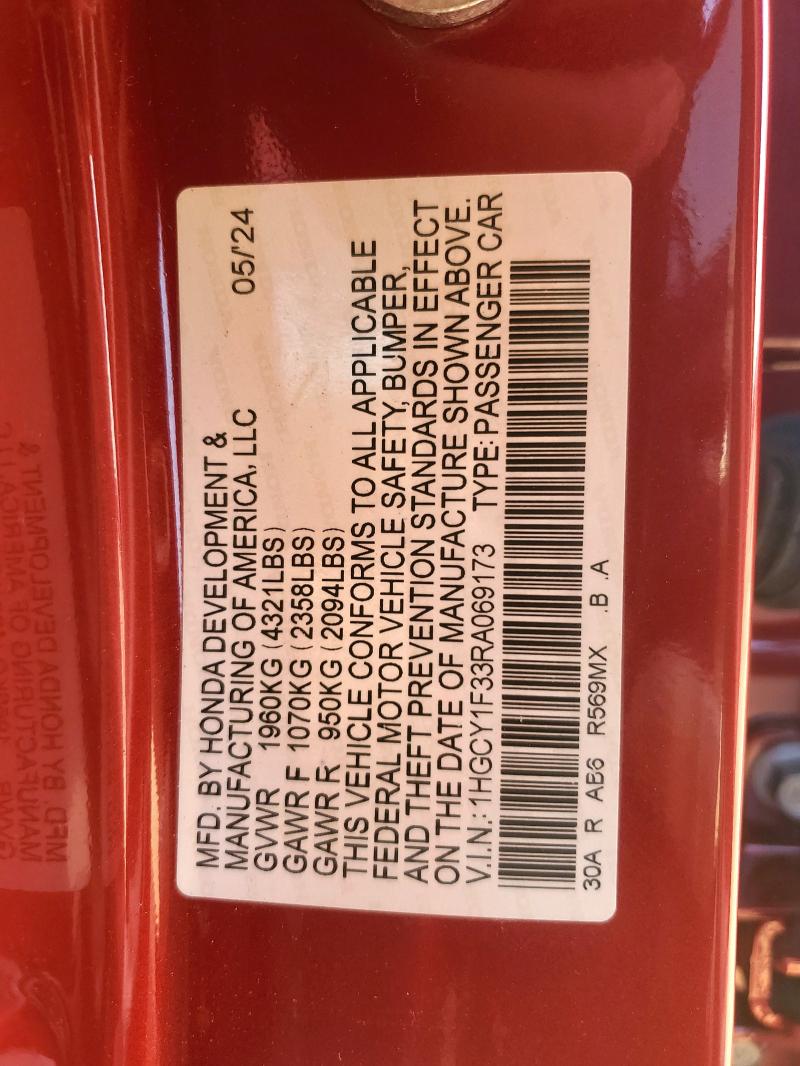 MFD. BY HONDA DEVELOPMENT &
MANUFACTURING OF AMERICA, LLC 05/'24
GVWR 1960KG (4321LBS)
GAWR F 1070KG (2358LBS)
GAWR R 950KG (2094LBS)
THIS VEHICLE CONFORMS TO ALL APPLICABLE
FEDERAL MOTOR VEHICLE SAFETY, BUMPER,
AND THEFT PREVENTION STANDARDS IN EFFECT
ON THE DATE OF MANUFACTURE SHOWN ABOVE.
V.I.N.: 1HGCY1F33RA069173 TYPE: PASSENGER CAR
30A R AB6 R569MX .B .A